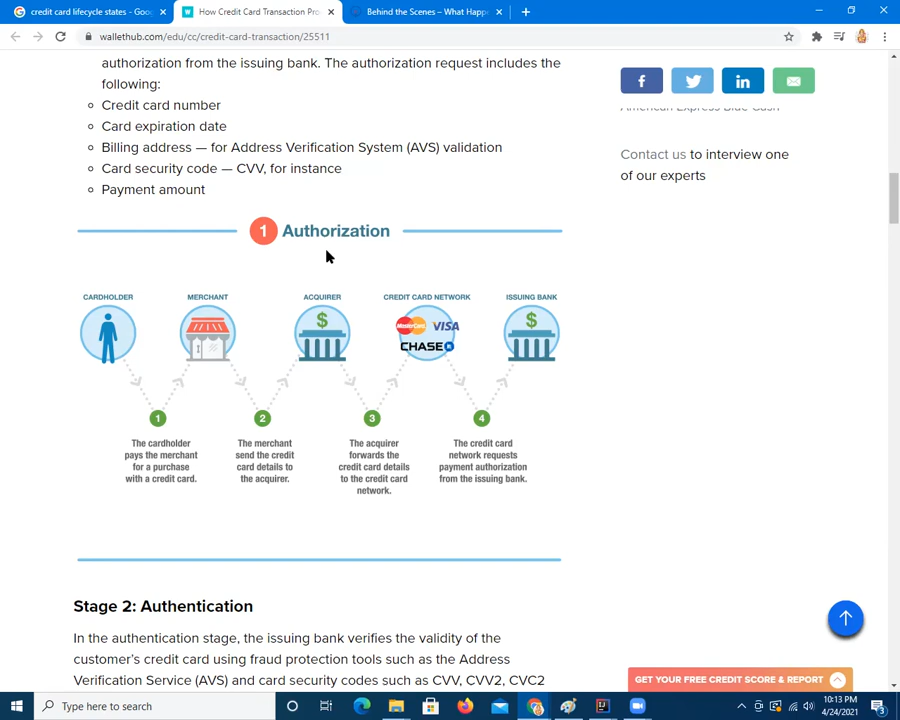 credit card lifecycle states - Goo
How Credit Card Transaction Pro
Behind the Scenes – What Happ
wallethub.com/edu/cc/credit-card-transaction/25511
authorization from the issuing bank. The authorization request includes the
following:
Credit card number
Card expiration date
Billing address — for Address Verification System (AVS) validation
Card security code — CVV, for instance
Payment amount
American Express Blue Cash
Contact us to interview one
of our experts
1 Authorization
CARDHOLDER
MERCHANT
ACQUIRER
CREDIT CARD NETWORK
ISSUING BANK
MasterCard VISA
CHASE
1
2
3
4
The cardholder
pays the merchant
for a purchase
with a credit card.
The merchant
send the credit
card details to
the acquirer.
The acquirer
forwards the
credit card details
to the credit card
network.
The credit card
network requests
payment authorization
from the issuing bank.
Stage 2: Authentication
In the authentication stage, the issuing bank verifies the validity of the
customer's credit card using fraud protection tools such as the Address
Verification Service (AVS) and card security codes such as CVV, CVV2, CVC2
GET YOUR FREE CREDIT SCORE & REPORT
Type here to search
10:13 PM
4/24/2021
3